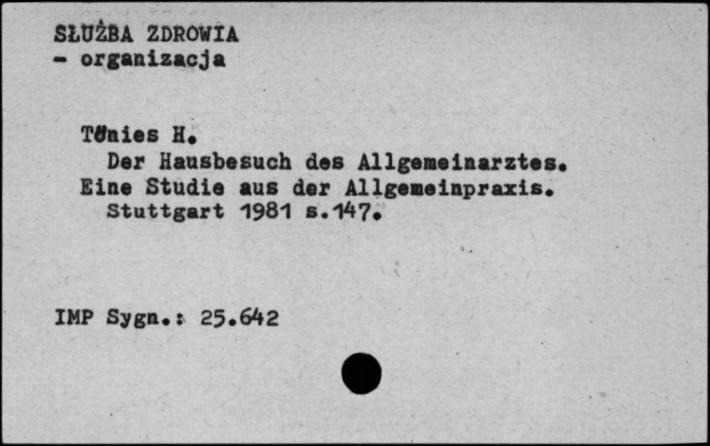 SŁUŻBA ZDROWIA
- organizacja
Tönies H.
Der Hausbesuch des Allgemeinarztes.
Eine Studie aus der Allgemeinpraxis.
Stuttgart 1981 s.147.
IMP Sygn.: 25.642